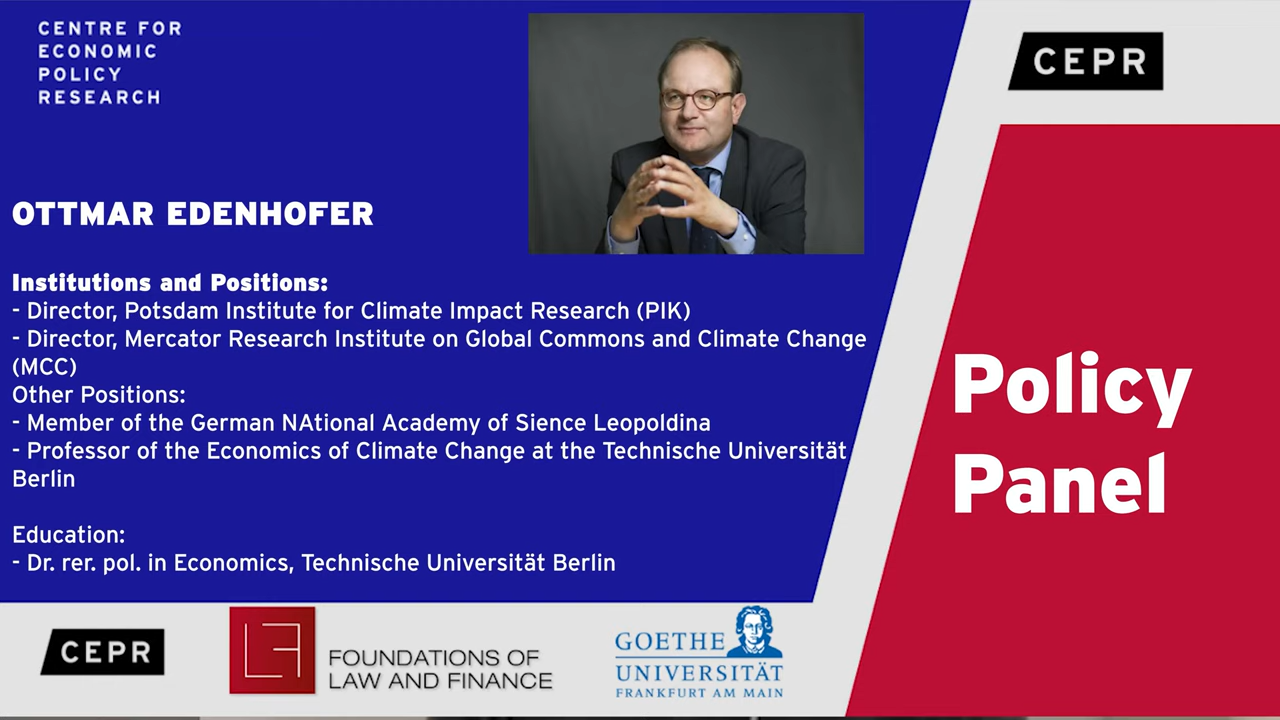 CENTRE FOR
ECONOMIC
POLICY
RESEARCH
CEPR
OTTMAR EDENHOFER
Institutions and Positions:
- Director, Potsdam Institute for Climate Impact Research (PIK)
- Director, Mercator Research Institute on Global Commons and Climate Change
(MCC)
Other Positions:
- Member of the German NAtional Academy of Sience Leopoldina
- Professor of the Economics of Climate Change at the Technische Universität
Berlin
Education:
- Dr. rer. pol. in Economics, Technische Universität Berlin
Policy
Panel
CEPR
FOUNDATIONS OF
LAW AND FINANCE
GOETHE
UNIVERSITÄT
FRANKFURT AM MAIN